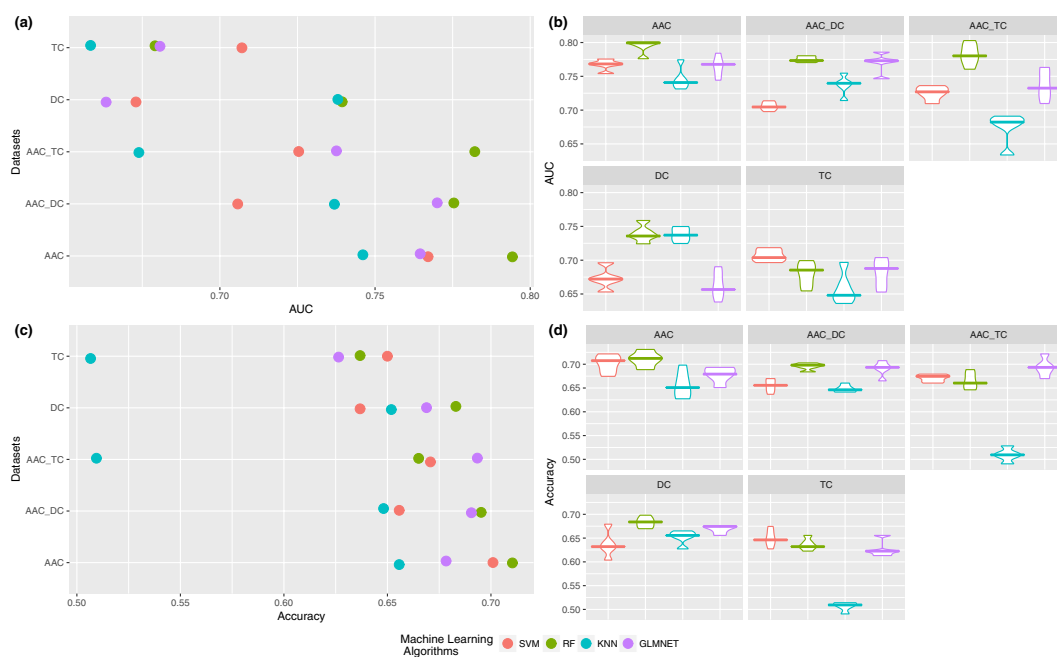 (a)
TC
DC
AAC_TC
AAC_DC
AAC
Datasets
0.70
0.75
0.80
AUC
(b)
AAC
AAC_DC
AAC_TC
0.80
0.75
0.70
0.65
AUC
DC
TC
0.80
0.75
0.70
0.65
(c)
TC
DC
AAC_TC
AAC_DC
AAC
Datasets
0.50
0.55
0.60
0.65
0.70
Accuracy
(d)
AAC
AAC_DC
AAC_TC
0.70
0.65
0.60
0.55
0.50
Accuracy
DC
TC
0.70
0.65
0.60
0.55
0.50
Machine Learning
Algorithms
SVM RF KNN GLMNET